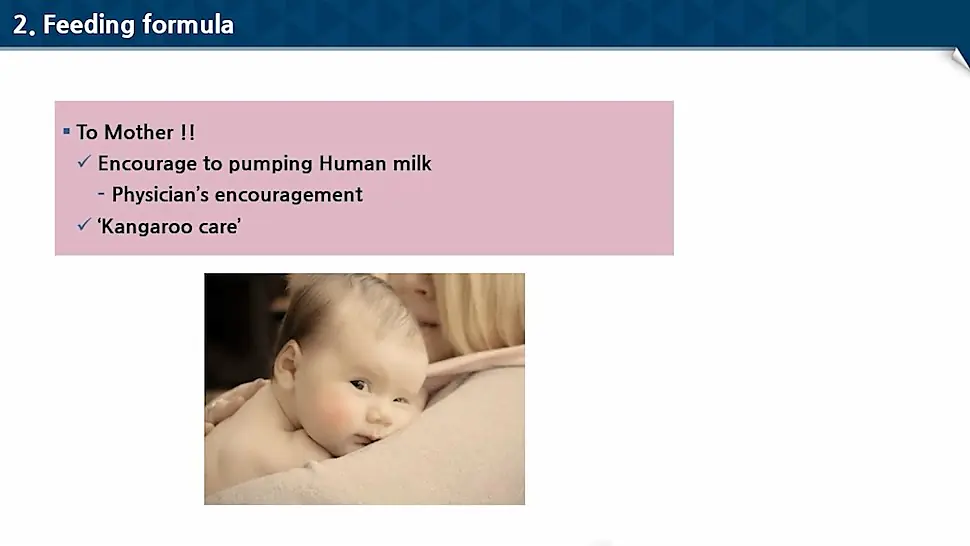 2. Feeding formula
▪ To Mother !!
✓ Encourage to pumping Human milk
- Physician's encouragement
✓ ‘Kangaroo care’